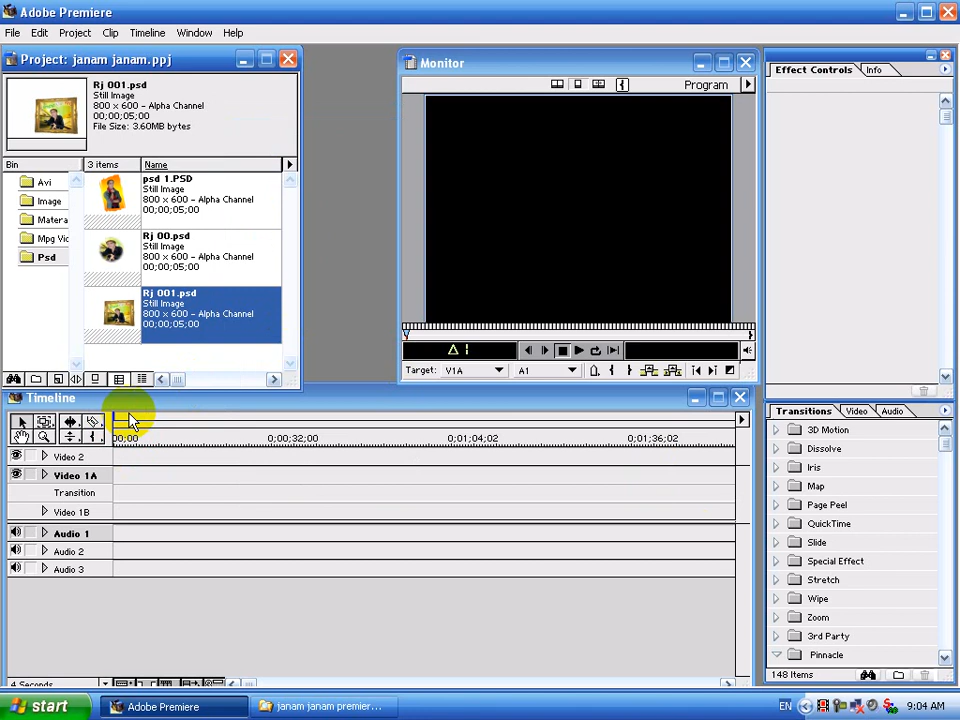 Adobe Premiere
File Edit Project Clip Timeline Window Help
Project: janam janam.ppj
Rj 001.psd
Still Image
800 x 600 - Alpha Channel
00;00;05;00
File Size: 3.60MB bytes
Bin 3 items Name
Avi
Image
Matera
Mpg Vic
Psd
psd 1.PSD
Still Image
800 x 600 - Alpha Channel
00;00;05;00
Rj 00.psd
Still Image
800 x 600 - Alpha Channel
00;00;05;00
Rj 001.psd
Still Image
800 x 600 - Alpha Channel
00;00;05;00
Monitor
Program
Target: V1A A1
Effect Controls Info
Timeline
00;00 0;00;32;00 0;01;04;02 0;01;36;02
Video 2
Video 1A
Transition
Video 1B
Audio 1
Audio 2
Audio 3
4 Seconds
Transitions Video Audio
3D Motion
Dissolve
Iris
Map
Page Peel
QuickTime
Slide
Special Effect
Stretch
Wipe
Zoom
3rd Party
Pinnacle
148 Items
start Adobe Premiere janam janam premier... EN 9:04 AM